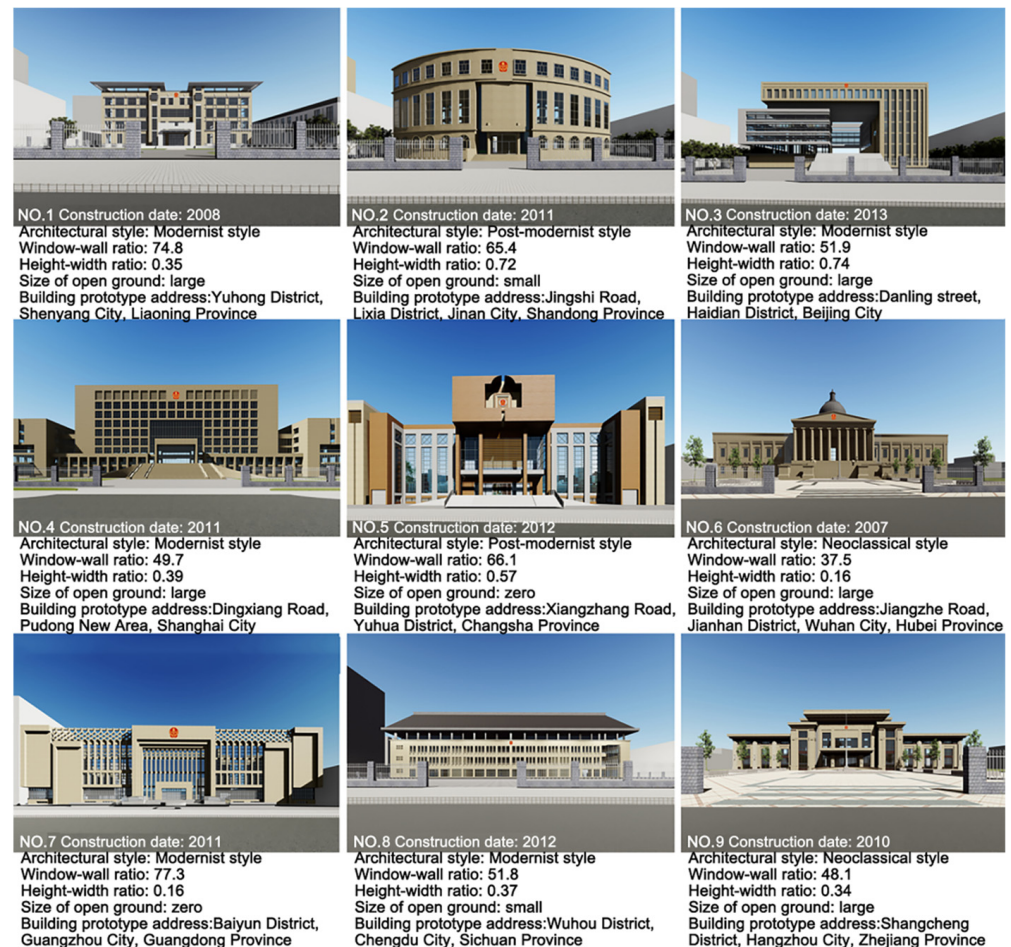 NO.1 Construction date: 2008
Architectural style: Modernist style
Window-wall ratio: 74.8
Height-width ratio: 0.35
Size of open ground: large
Building prototype address:Yuhong District,
Shenyang City, Liaoning Province
NO.2 Construction date: 2011
Architectural style: Post-modernist style
Window-wall ratio: 65.4
Height-width ratio: 0.72
Size of open ground: small
Building prototype address:Jingshi Road,
Lixia District, Jinan City, Shandong Province
NO.3 Construction date: 2013
Architectural style: Modernist style
Window-wall ratio: 51.9
Height-width ratio: 0.74
Size of open ground: large
Building prototype address:Danling street,
Haidian District, Beijing City
NO.4 Construction date: 2011
Architectural style: Modernist style
Window-wall ratio: 49.7
Height-width ratio: 0.39
Size of open ground: large
Building prototype address:Dingxiang Road,
Pudong New Area, Shanghai City
NO.5 Construction date: 2012
Architectural style: Post-modernist style
Window-wall ratio: 66.1
Height-width ratio: 0.57
Size of open ground: zero
Building prototype address:Xiangzhang Road,
Yuhua District, Changsha Province
NO.6 Construction date: 2007
Architectural style: Neoclassical style
Window-wall ratio: 37.5
Height-width ratio: 0.16
Size of open ground: large
Building prototype address:Jiangzhe Road,
Jianhan District, Wuhan City, Hubei Province
NO.7 Construction date: 2011
Architectural style: Modernist style
Window-wall ratio: 77.3
Height-width ratio: 0.16
Size of open ground: zero
Building prototype address:Baiyun District,
Guangzhou City, Guangdong Province
NO.8 Construction date: 2012
Architectural style: Modernist style
Window-wall ratio: 51.8
Height-width ratio: 0.37
Size of open ground: small
Building prototype address:Wuhou District,
Chengdu City, Sichuan Province
NO.9 Construction date: 2010
Architectural style: Neoclassical style
Window-wall ratio: 48.1
Height-width ratio: 0.34
Size of open ground: large
Building prototype address:Shangcheng
District, Hangzhou City, Zhejiang Province